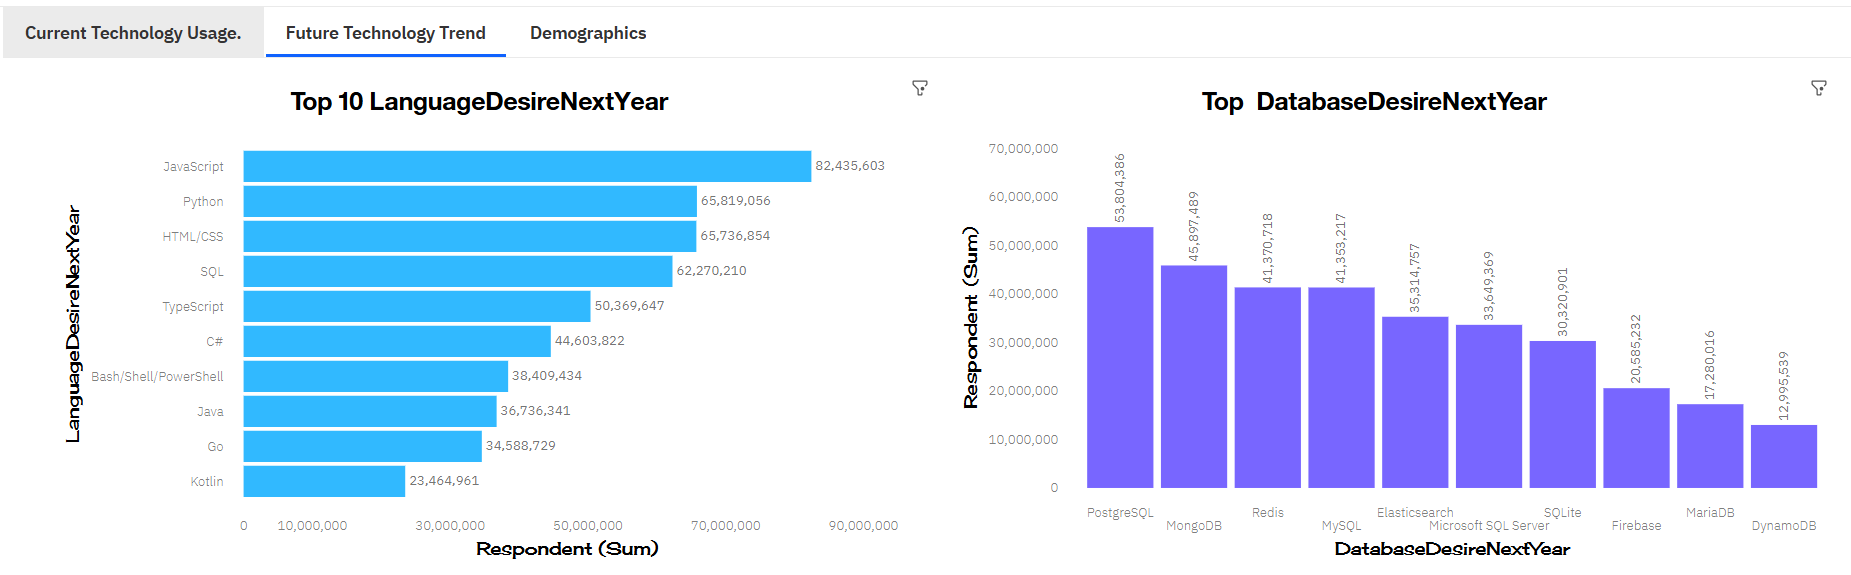 Current Technology Usage.
Future Technology Trend
Demographics
Top 10 LanguageDesireNextYear
LanguageDesireNextYear
JavaScript 82,435,603
Python 65,819,056
HTML/CSS 65,736,854
SQL 62,270,210
TypeScript 50,369,647
C# 44,603,822
Bash/Shell/PowerShell 38,409,434
Java 36,736,341
Go 34,588,729
Kotlin 23,464,961
0 10,000,000 30,000,000 50,000,000 70,000,000 90,000,000
Respondent (Sum)
Top DatabaseDesireNextYear
Respondent (Sum)
70,000,000
60,000,000
50,000,000
40,000,000
30,000,000
20,000,000
10,000,000
0
53,804,386
45,897,489
41,370,718
41,353,217
35,314,757
33,649,369
30,320,901
20,585,232
17,280,016
12,995,539
PostgreSQL
MongoDB
Redis
MySQL
Elasticsearch
Microsoft SQL Server
SQLite
Firebase
MariaDB
DynamoDB
DatabaseDesireNextYear